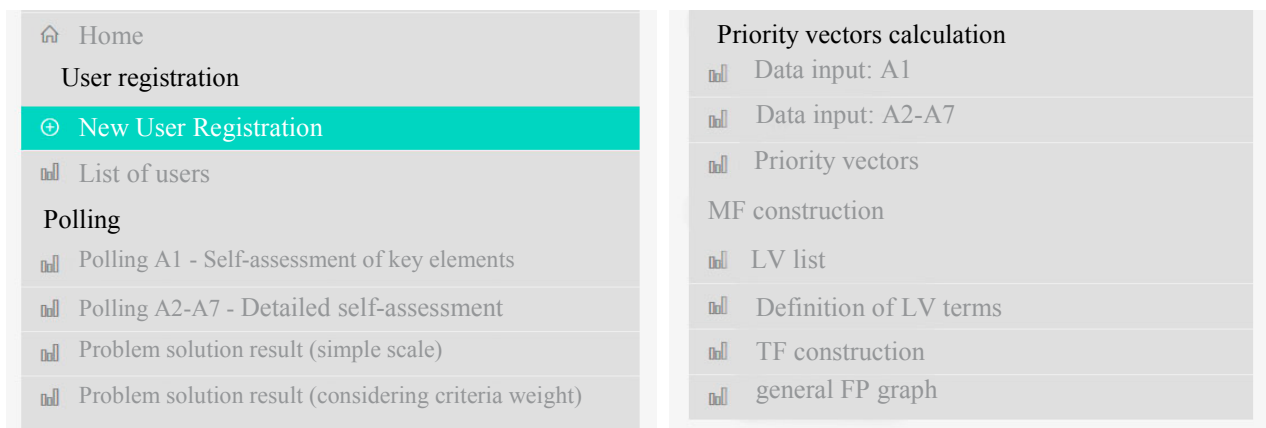 Home
User registration
New User Registration
List of users
Polling
Polling A1 - Self-assessment of key elements
Polling A2-A7 - Detailed self-assessment
Problem solution result (simple scale)
Problem solution result (considering criteria weight)
Priority vectors calculation
Data input: A1
Data input: A2-A7
Priority vectors
MF construction
LV list
Definition of LV terms
TF construction
general FP graph